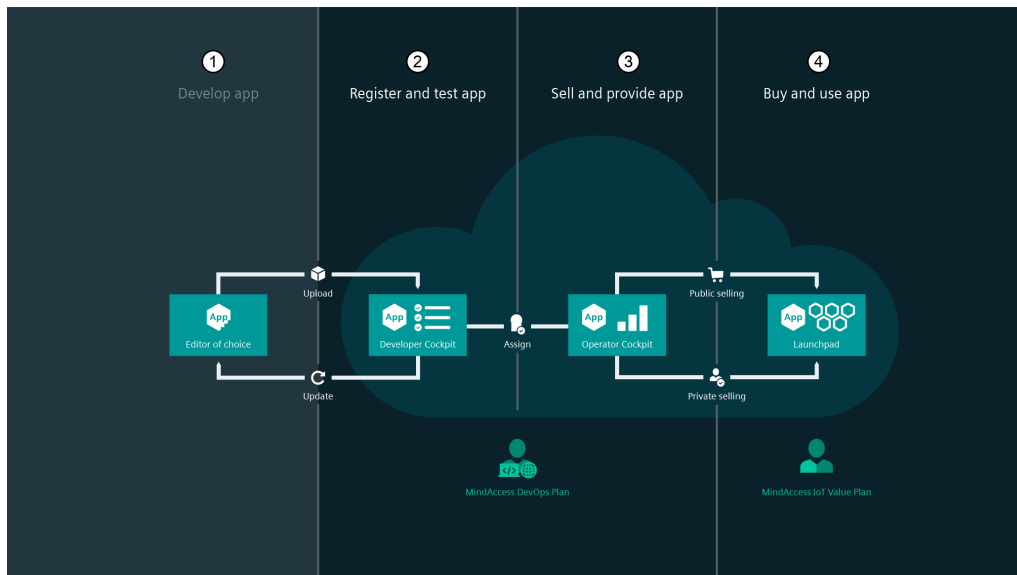 1
2
3
4
Develop app
Register and test app
Sell and provide app
Buy and use app
Upload
Public selling
App
App
App
App
Editor of choice
Developer Cockpit
Assign
Operator Cockpit
Launchpad
Update
Private selling
</>
MindAccess DevOps Plan
MindAccess IoT Value Plan